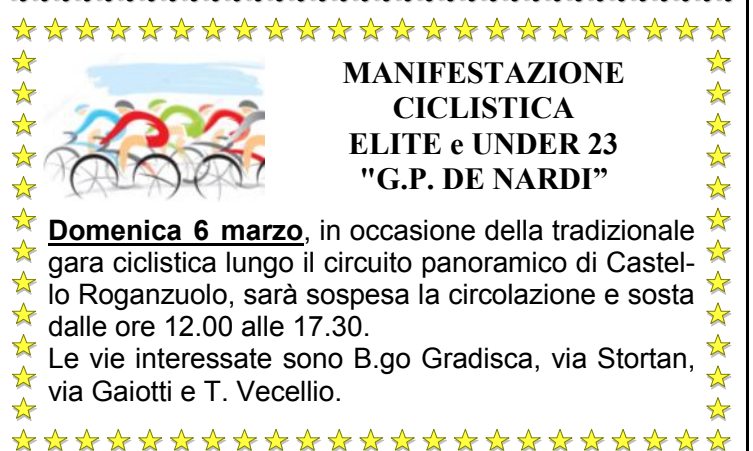 MANIFESTAZIONE
CICLISTICA
ELITE e UNDER 23
"G.P. DE NARDI”
Domenica 6 marzo, in occasione della tradizionale
gara ciclistica lungo il circuito panoramico di Castel-
lo Roganzuolo, sarà sospesa la circolazione e sosta
dalle ore 12.00 alle 17.30.
Le vie interessate sono B.go Gradisca, via Stortan,
via Gaiotti e T. Vecellio.